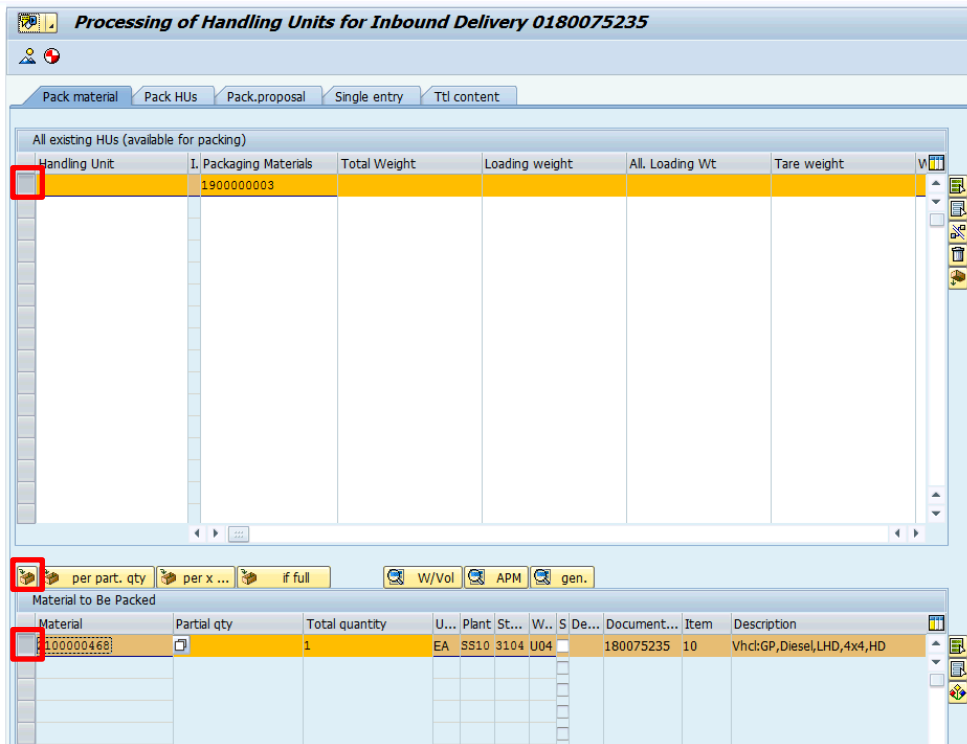 Processing of Handling Units for Inbound Delivery 0180075235
Pack material Pack HUs Pack.proposal Single entry Ttl content
All existing HUs (available for packing)
Handling Unit I. Packaging Materials Total Weight Loading weight All. Loading Wt Tare weight
1900000003
per part. qty per x ... if full W/Vol APM gen.
Material to Be Packed
Material Partial qty Total quantity U... Plant St... W.. S De... Document... Item Description
100000468 1 EA SS10 3104 U04 180075235 10 Vhcl:GP,Diesel,LHD,4x4,HD